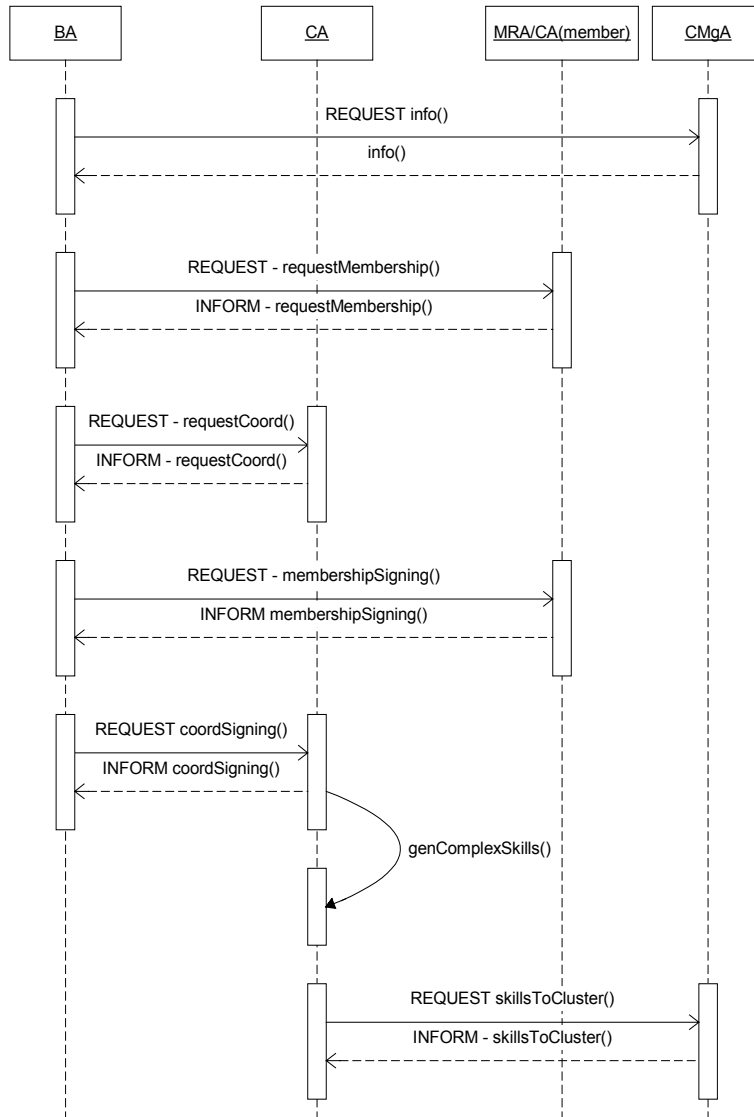 BA
CA
MRA/CA(member)
CMgA
REQUEST info()
info()
REQUEST - requestMembership()
INFORM - requestMembership()
REQUEST - requestCoord()
INFORM - requestCoord()
REQUEST - membershipSigning()
INFORM membershipSigning()
REQUEST coordSigning()
INFORM coordSigning()
genComplexSkills()
REQUEST skillsToCluster()
INFORM - skillsToCluster()